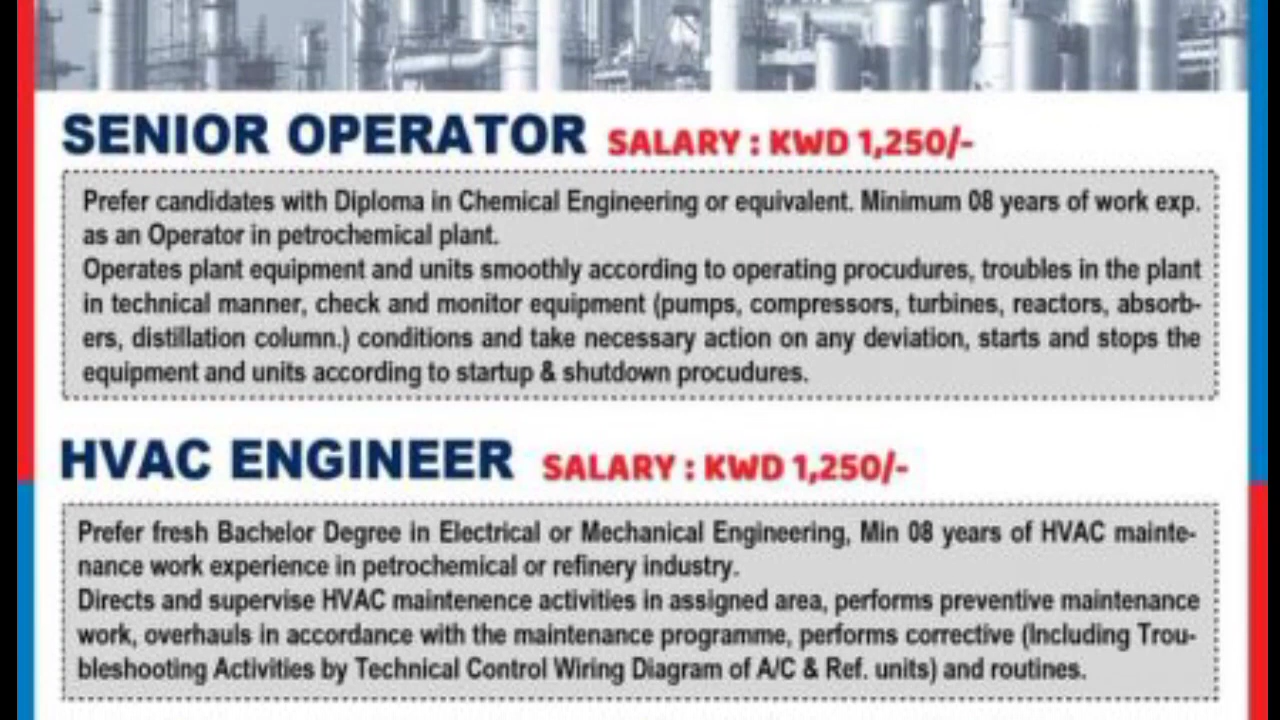 SENIOR OPERATOR SALARY : KWD 1,250/-
Prefer candidates with Diploma in Chemical Engineering or equivalent. Minimum 08 years of work exp.
as an Operator in petrochemical plant.
Operates plant equipment and units smoothly according to operating procudures, troubles in the plant
in technical manner, check and monitor equipment (pumps, compressors, turbines, reactors, absorb-
ers, distillation column.) conditions and take necessary action on any deviation, starts and stops the
equipment and units according to startup & shutdown procudures.
HVAC ENGINEER SALARY : KWD 1,250/-
Prefer fresh Bachelor Degree in Electrical or Mechanical Engineering, Min 08 years of HVAC mainte-
nance work experience in petrochemical or refinery industry.
Directs and supervise HVAC maintenence activities in assigned area, performs preventive maintenance
work, overhauls in accordance with the maintenance programme, performs corrective (Including Trou-
bleshooting Activities by Technical Control Wiring Diagram of A/C & Ref. units) and routines.